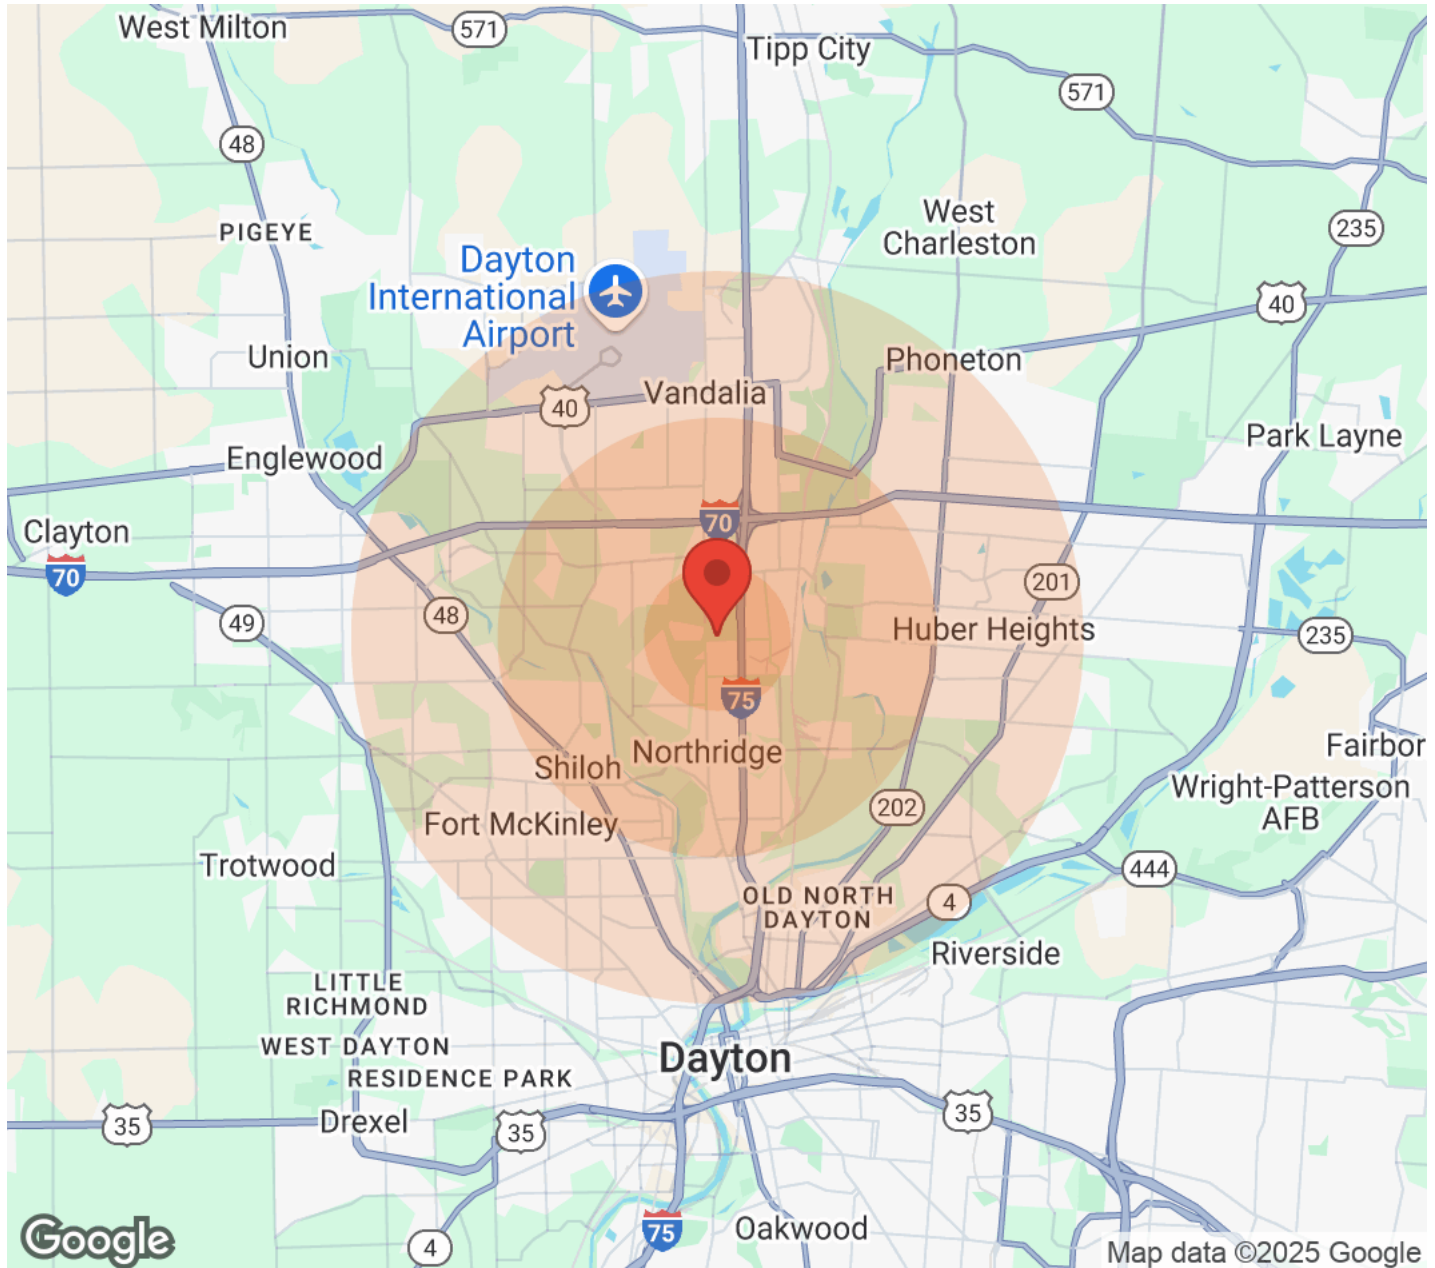 West Milton
571
Tipp City
571
48
PIGEYE
West
Charleston
235
Dayton
International
Airport
40
Union
Phoneton
Vandalia
40
Park Layne
Englewood
70
Clayton
70
201
48
49
Huber Heights
235
75
Northridge
Shiloh
Fairbor
202
Wright-Patterson
AFB
Fort McKinley
Trotwood
444
OLD NORTH
DAYTON
4
Riverside
LITTLE
RICHMOND
WEST DAYTON
Dayton
RESIDENCE PARK
35
Drexel
35
35
75
Oakwood
4
Google
Map data ©2025 Google